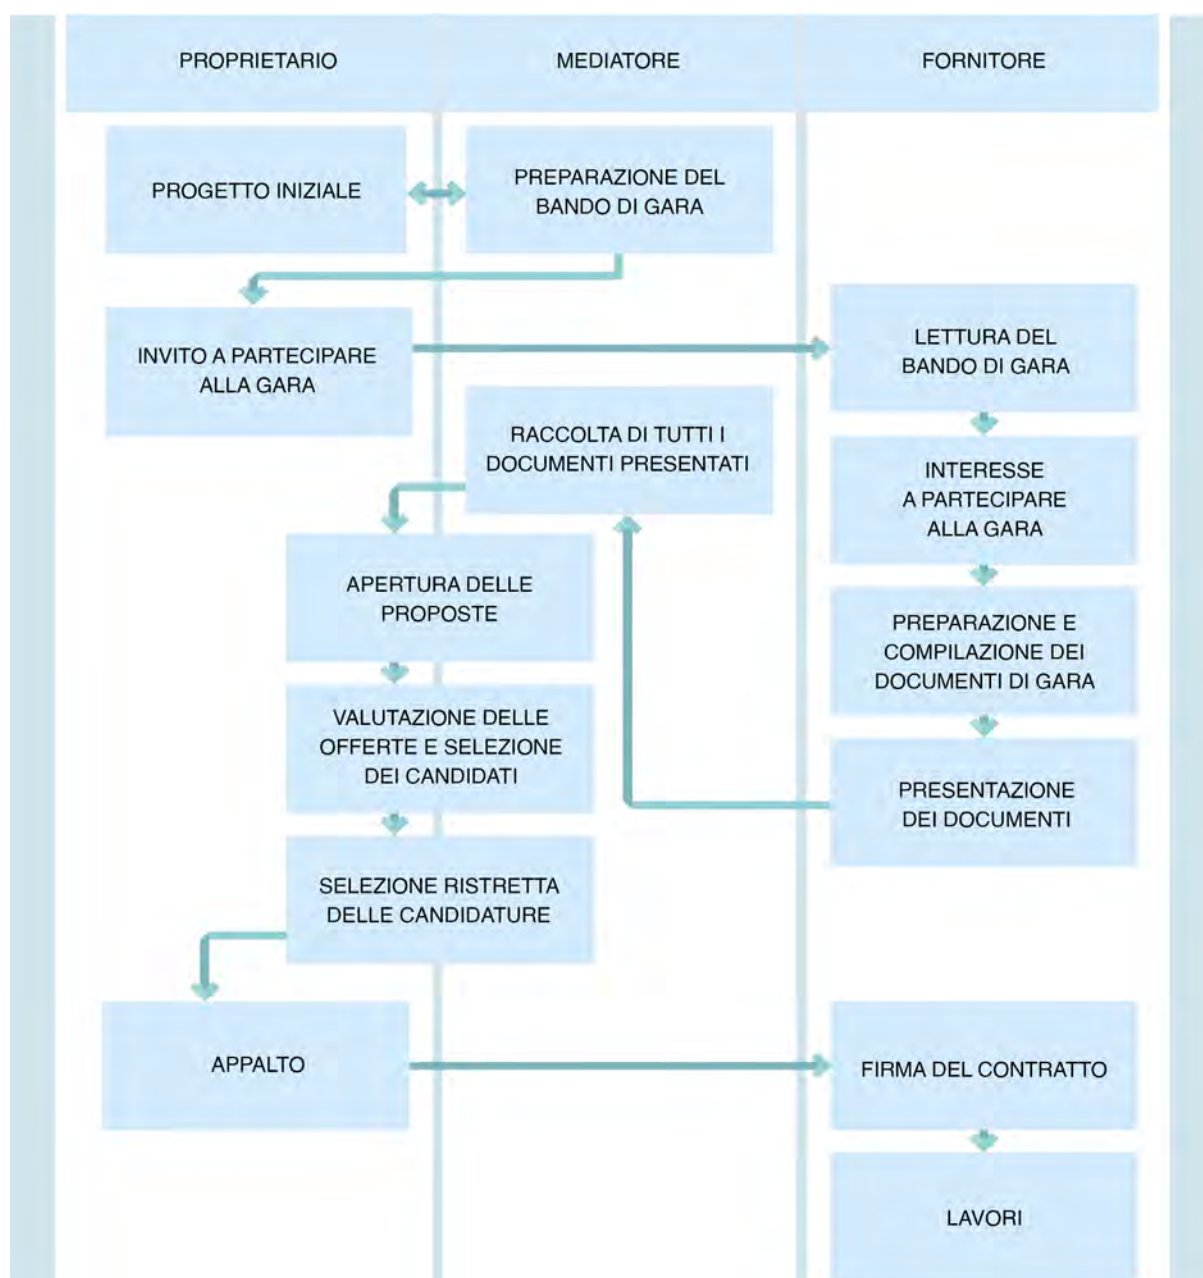 PROPRIETARIO
MEDIATORE
FORNITORE
PROGETTO INIZIALE
PREPARAZIONE DEL
BANDO DI GARA
INVITO A PARTECIPARE
ALLA GARA
LETTURA DEL
BANDO DI GARA
INTERESSE
A PARTECIPARE
ALLA GARA
PREPARAZIONE E
COMPILAZIONE DEI
DOCUMENTI DI GARA
PRESENTAZIONE
DEI DOCUMENTI
RACCOLTA DI TUTTI I
DOCUMENTI PRESENTATI
APERTURA DELLE
PROPOSTE
VALUTAZIONE DELLE
OFFERTE E SELEZIONE
DEI CANDIDATI
SELEZIONE RISTRETTA
DELLE CANDIDATURE
APPALTO
FIRMA DEL CONTRATTO
LAVORI